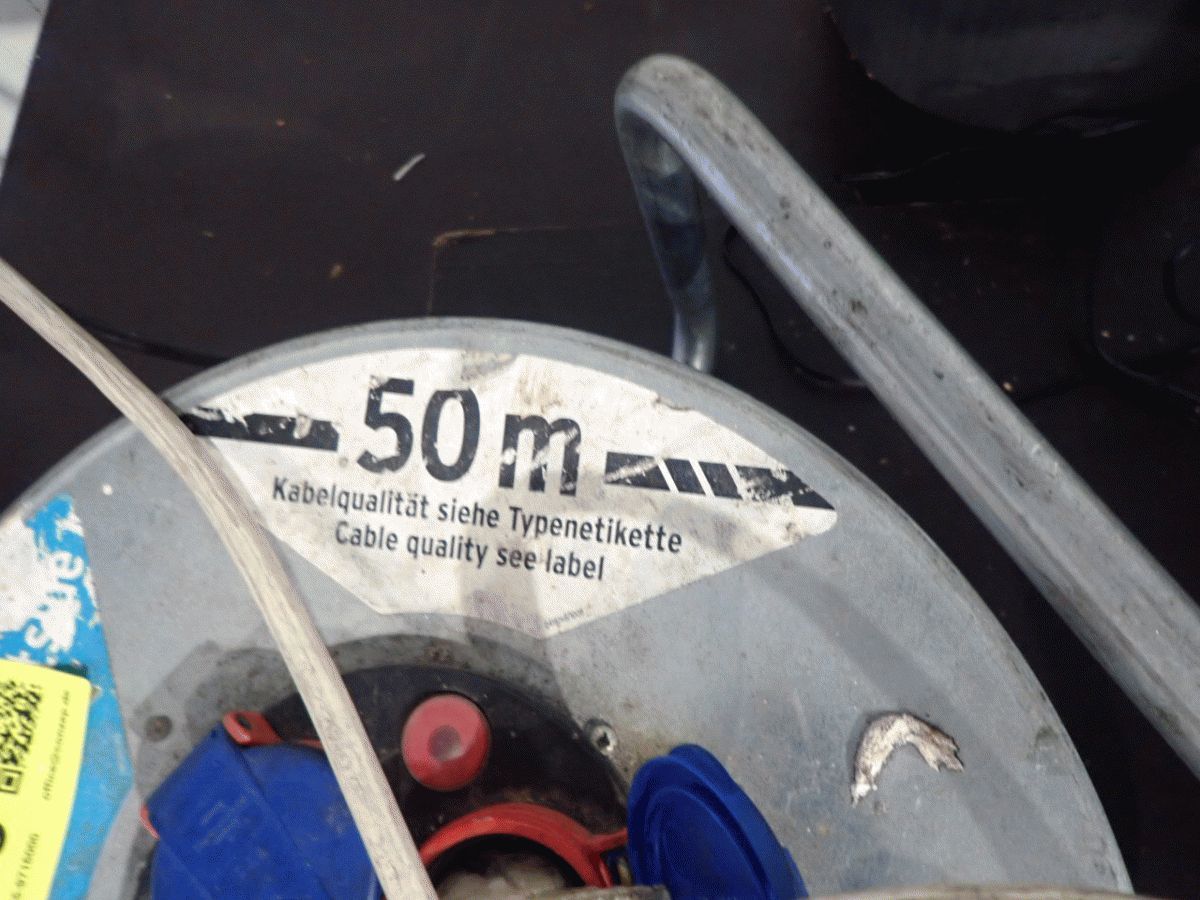 50 m
Kabelqualität siehe Typenetikette
Cable quality see label